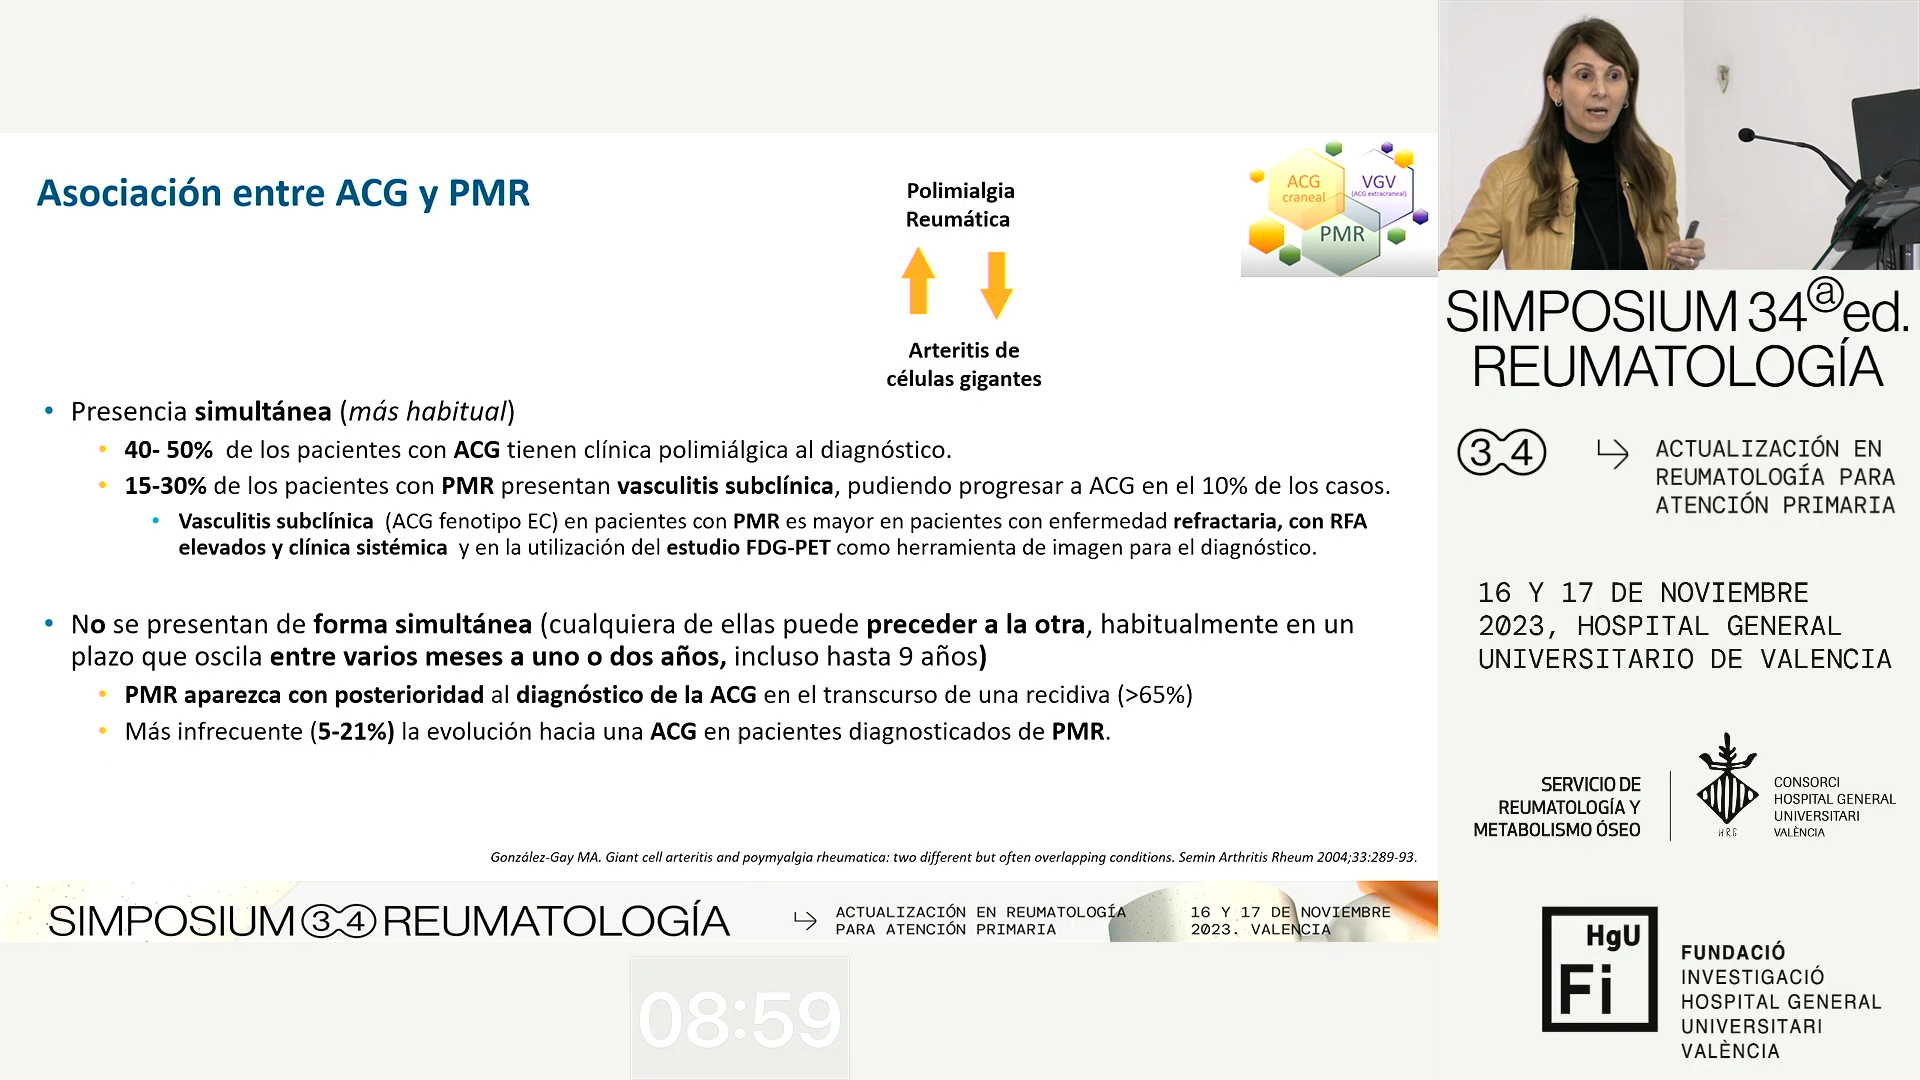 Asociación entre ACG y PMR
Polimialgia
Reumática
Arteritis de
células gigantes
ACG
craneal
VGV
(ACG extracraneal)
PMR
• Presencia simultánea (más habitual)
• 40- 50% de los pacientes con ACG tienen clínica polimiálgica al diagnóstico.
• 15-30% de los pacientes con PMR presentan vasculitis subclínica, pudiendo progresar a ACG en el 10% de los casos.
• Vasculitis subclínica (ACG fenotipo EC) en pacientes con PMR es mayor en pacientes con enfermedad refractaria, con RFA
elevados y clínica sistémica y en la utilización del estudio FDG-PET como herramienta de imagen para el diagnóstico.
• No se presentan de forma simultánea (cualquiera de ellas puede preceder a la otra, habitualmente en un
plazo que oscila entre varios meses a uno o dos años, incluso hasta 9 años)
• PMR aparezca con posterioridad al diagnóstico de la ACG en el transcurso de una recidiva (>65%)
• Más infrecuente (5-21%) la evolución hacia una ACG en pacientes diagnosticados de PMR.
González-Gay MA. Giant cell arteritis and poymyalgia rheumatica: two different but often overlapping conditions. Semin Arthritis Rheum 2004;33:289-93.
SIMPOSIUM 34 REUMATOLOGÍA
ACTUALIZACIÓN EN REUMATOLOGÍA
PARA ATENCIÓN PRIMARIA
16 Y 17 DE NOVIEMBRE
2023. VALENCIA
08:59
SIMPOSIUM 34ª ed.
REUMATOLOGÍA
34
ACTUALIZACIÓN EN
REUMATOLOGÍA PARA
ATENCIÓN PRIMARIA
16 Y 17 DE NOVIEMBRE
2023, HOSPITAL GENERAL
UNIVERSITARIO DE VALENCIA
SERVICIO DE
REUMATOLOGÍA Y
METABOLISMO ÓSEO
HRG
CONSORCI
HOSPITAL GENERAL
UNIVERSITARI
VALÈNCIA
HgU
Fi
FUNDACIÓ
INVESTIGACIÓ
HOSPITAL GENERAL
UNIVERSITARI
VALÈNCIA